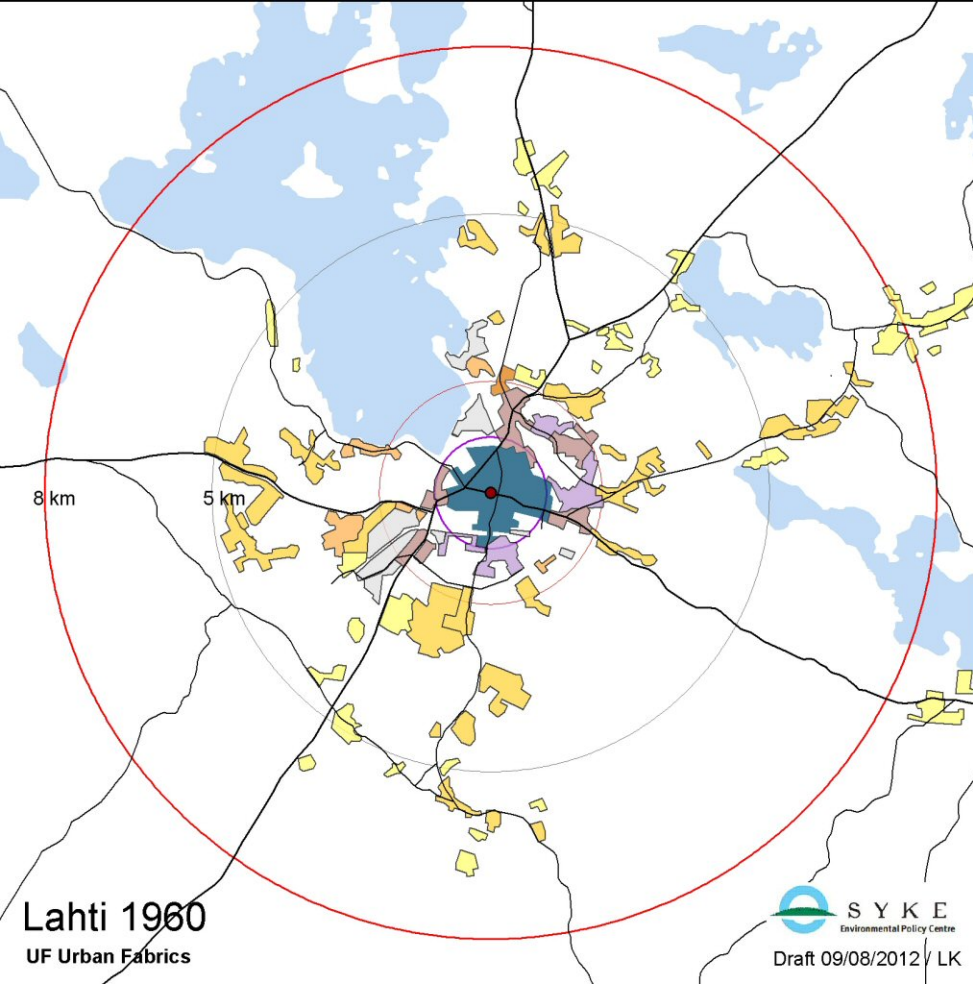 8 km
5 km
Lahti 1960
UF Urban Fabrics
SYKE
Environmental Policy Centre
Draft 09/08/2012 / LK